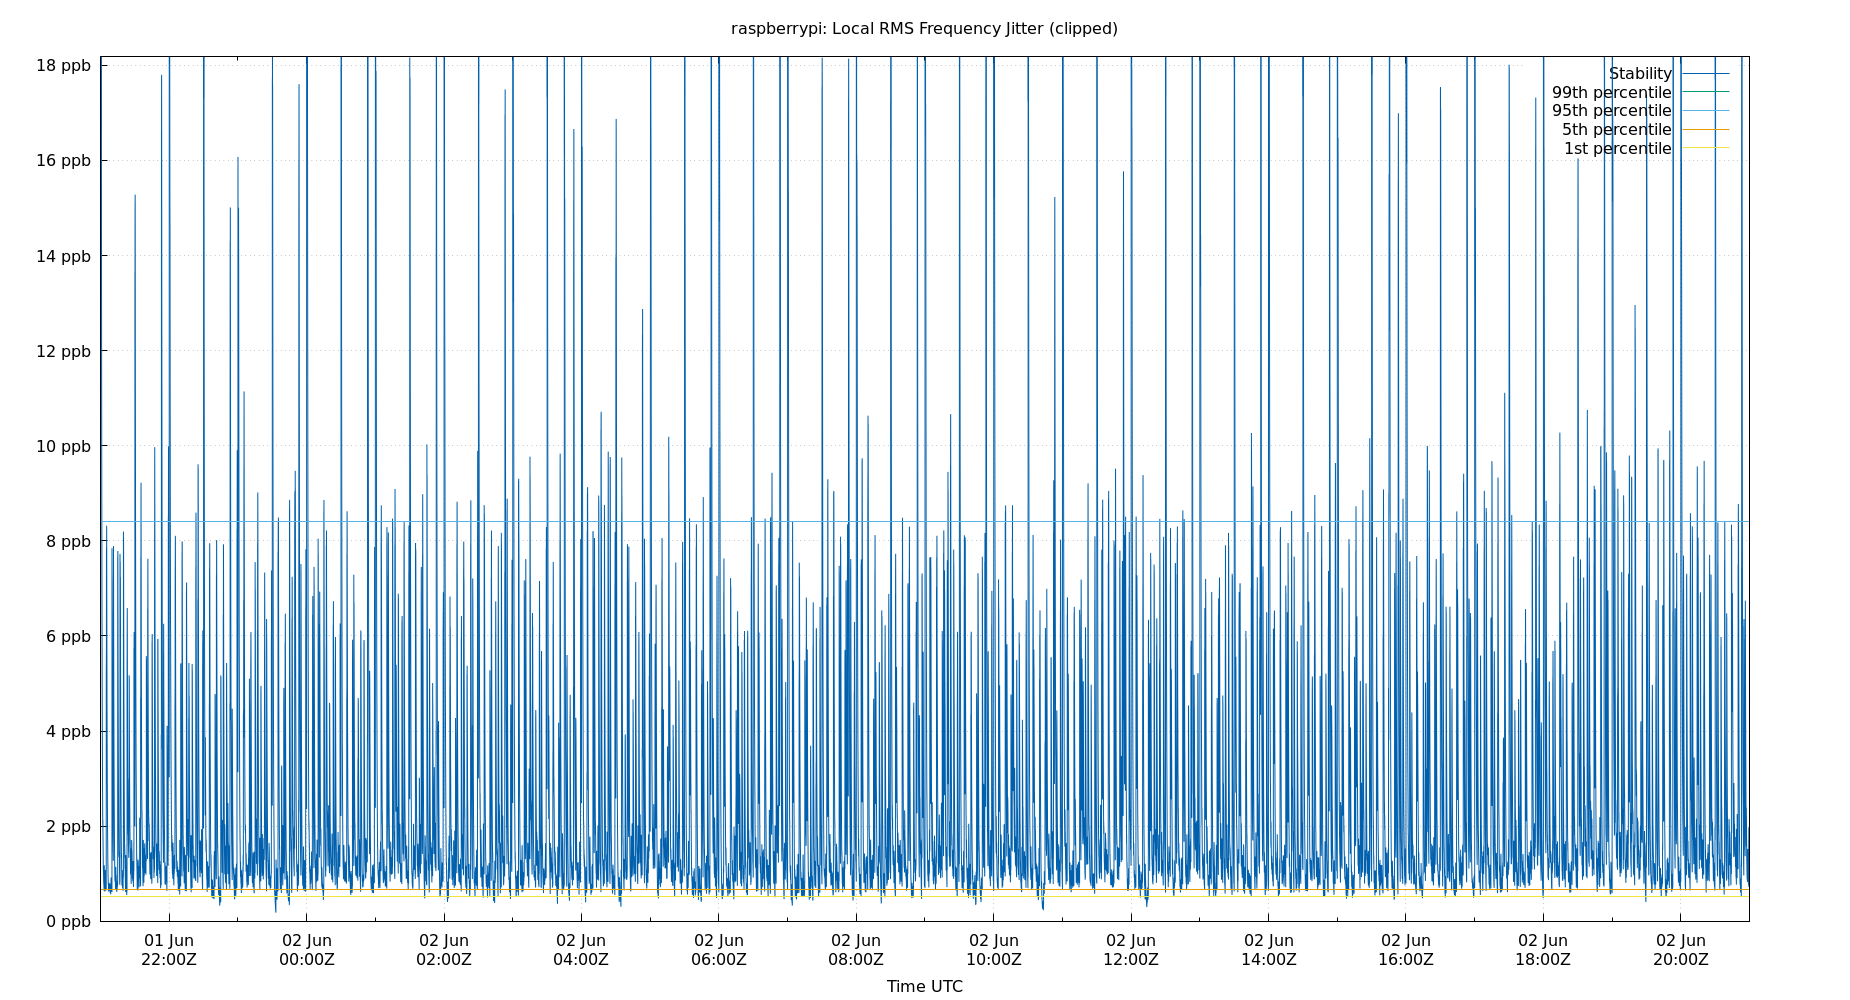 raspberrypi: Local RMS Frequency Jitter (clipped)
18 ppb
16 ppb
14 ppb
12 ppb
10 ppb
8 ppb
6 ppb
4 ppb
2 ppb
0 ppb
Stability
99th percentile
95th percentile
5th percentile
1st percentile
01 Jun 02 Jun 02 Jun 02 Jun 02 Jun 02 Jun 02 Jun 02 Jun 02 Jun 02 Jun 02 Jun 02 Jun
22:00Z 00:00Z 02:00Z 04:00Z 06:00Z 08:00Z 10:00Z 12:00Z 14:00Z 16:00Z 18:00Z 20:00Z
Time UTC